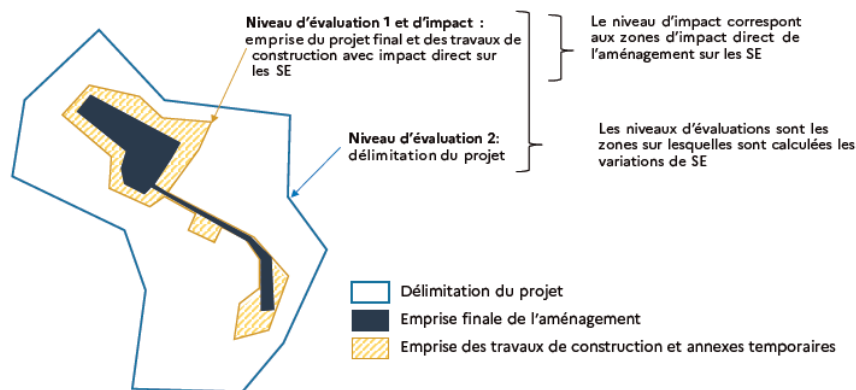 Niveau d'évaluation 1 et d'impact :
emprise du projet final et des travaux de
construction avec impact direct sur
les SE
Le niveau d'impact correspont
aux zones d'impact direct de
l'aménagement sur les SE
Niveau d'évaluation 2:
délimitation du projet
Les niveaux d'évaluations sont les
zones sur lesquelles sont calculées les
variations de SE
Délimitation du projet
Emprise finale de l'aménagement
Emprise des travaux de construction et annexes temporaires